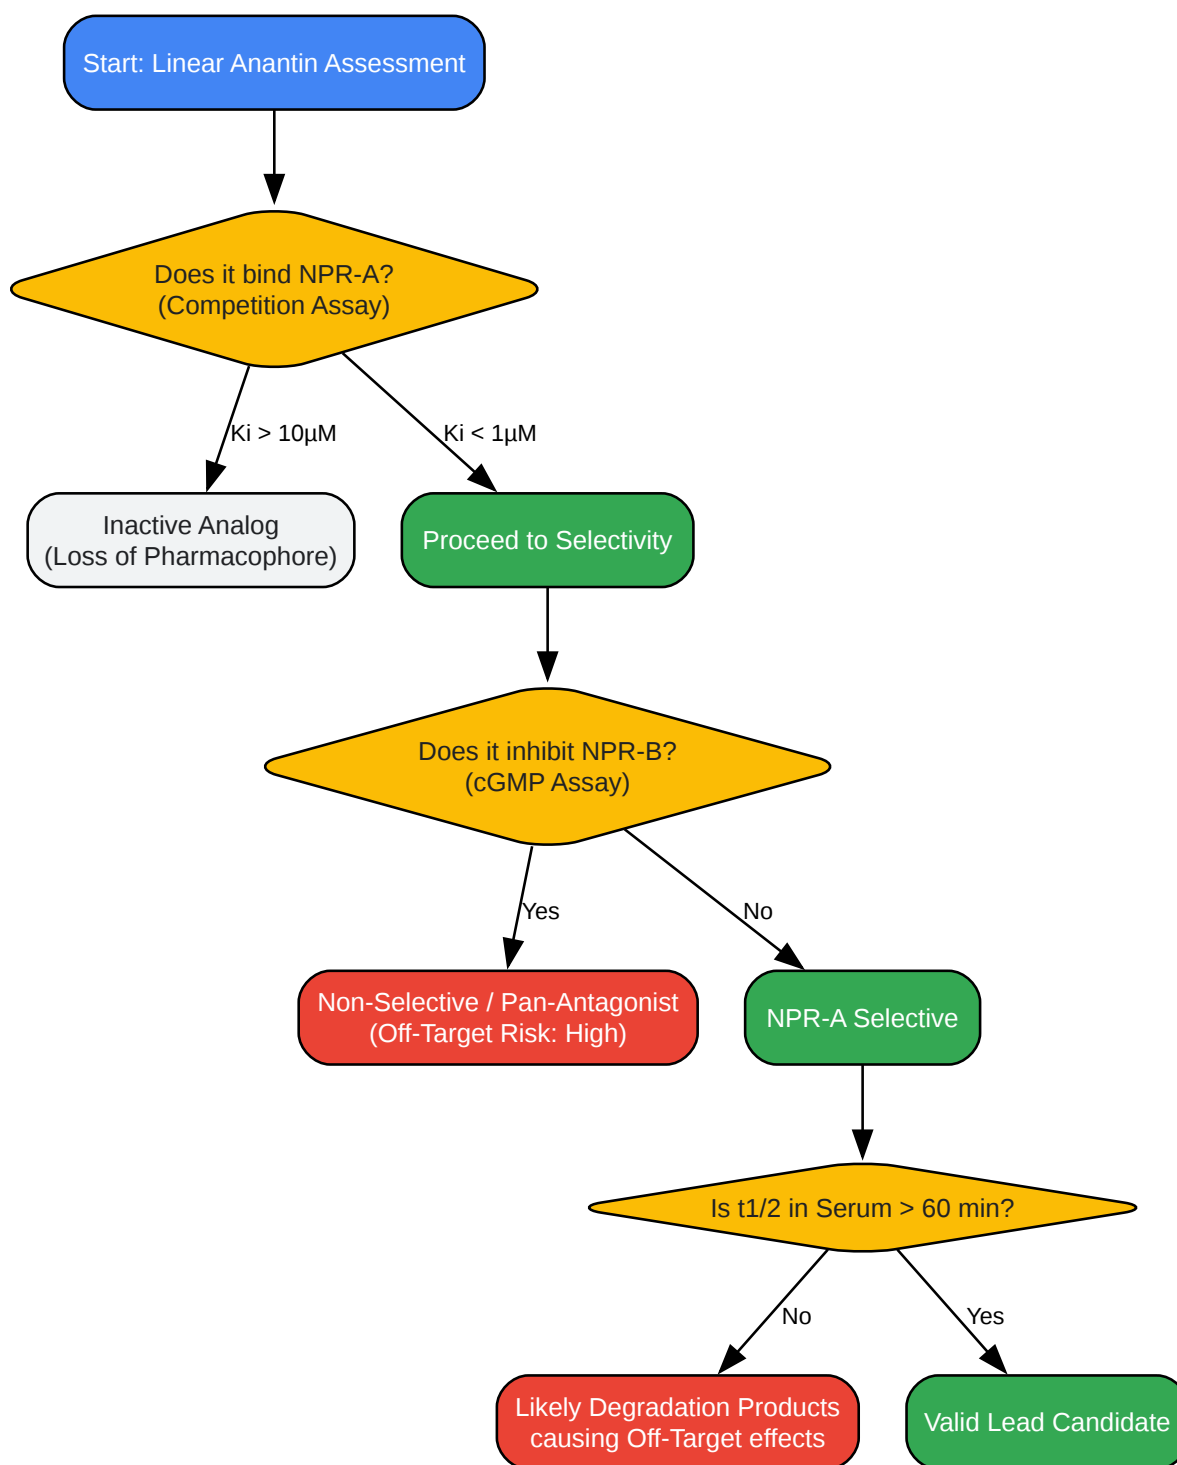 Start: Linear Anantin Assessment
Does it bind NPR-A?
(Competition Assay)
Ki > 10µM
Ki < 1µM
Inactive Analog
(Loss of Pharmacophore)
Proceed to Selectivity
Does it inhibit NPR-B?
(cGMP Assay)
Yes
No
Non-Selective / Pan-Antagonist
(Off-Target Risk: High)
NPR-A Selective
Is t1/2 in Serum > 60 min?
No
Yes
Likely Degradation Products
causing Off-Target effects
Valid Lead Candidate